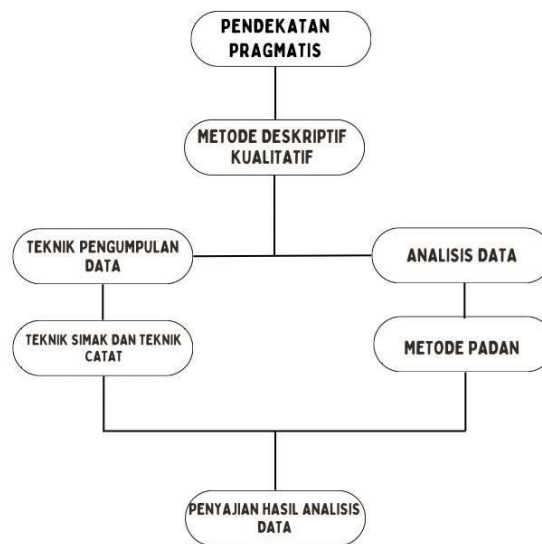 PENDEKATAN
PRAGMATIS
METODE DESKRIPTIF
KUALITATIF
TEKNIK PENGUMPULAN
DATA
ANALISIS DATA
TEKNIK SIMAK DAN TEKNIK
CATAT
METODE PADAN
PENYAJIAN HASIL ANALISIS
DATA